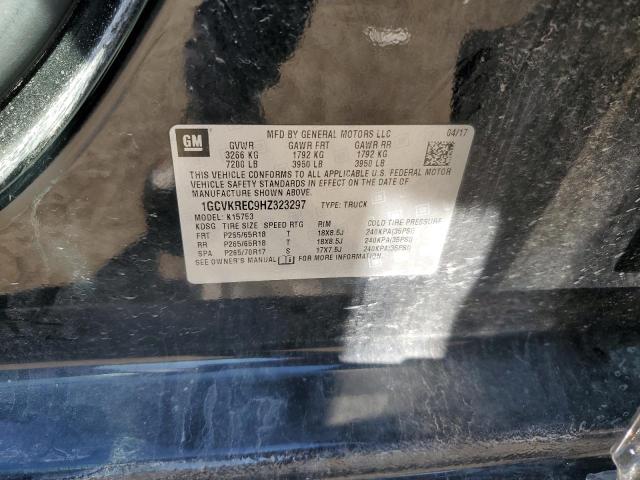 GM
MFD BY GENERAL MOTORS LLC 04/17
GVWR GAWR FRT GAWR RR
3266 KG 1792 KG 1792 KG
7200 LB 3950 LB 3950 LB
THIS VEHICLE CONFORMS TO ALL APPLICABLE U.S. FEDERAL MOTOR
VEHICLE SAFETY STANDARDS IN EFFECT ON THE DATE OF
MANUFACTURE SHOWN ABOVE.
1GCVKREC9HZ323297 TYPE: TRUCK
MODEL: K15753
KDSG TIRE SIZE SPEED RTG RIM COLD TIRE PRESSURE
FRT P265/65R18 T 18X8.5J 240KPA(35PSI)
RR P265/65R18 T 18X8.5J 240KPA(35PSI)
SPA P265/70R17 S 17X7.5J 240KPA(35PSI)
SEE OWNER'S MANUAL FOR MORE INFORMATION.